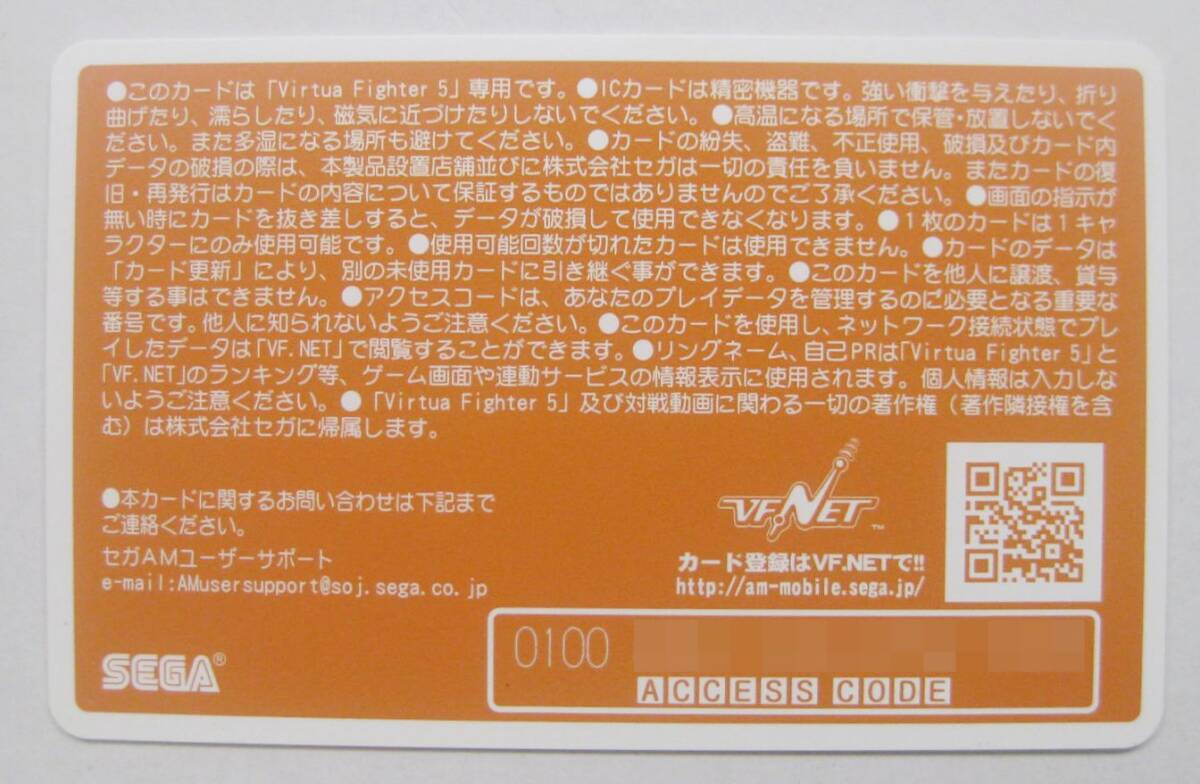 ●このカードは「Virtua Fighter 5」専用です。●ICカードは精密機器です。強い衝撃を与えたり、折り
曲げたり、濡らしたり、磁気に近づけたりしないでください。●高温になる場所で保管・放置しないでく
ださい。また多湿になる場所も避けてください。●カードの紛失、盗難、不正使用、破損及びカード内
データの破損の際は、本製品設置店舗並びに株式会社セガは一切の責任を負いません。またカードの復
旧・再発行はカードの内容について保証するものではありませんのでご了承ください。●画面の指示が
無い時にカードを抜き差しすると、データが破損して使用できなくなります。●1枚のカードは1キャ
ラクターにのみ使用可能です。●使用可能回数が切れたカードは使用できません。●カードのデータは
「カード更新」により、別の未使用カードに引き継ぐ事ができます。●このカードを他人に譲渡、貸与
等する事はできません。●アクセスコードは、あなたのプレイデータを管理するのに必要となる重要な
番号です。他人に知られないようご注意ください。●このカードを使用し、ネットワーク接続状態でプレ
イしたデータは「VF.NET」で閲覧することができます。●リングネーム、自己PRは「Virtua Fighter 5」と
「VF.NET」のランキング等、ゲーム画面や連動サービスの情報表示に使用されます。個人情報は入力しな
いようご注意ください。●「Virtua Fighter 5」及び対戦動画に関わる一切の著作権（著作隣接権を含
む）は株式会社セガに帰属します。
●本カードに関するお問い合わせは下記まで
ご連絡ください。
セガAMユーザーサポート
e-mail:AMusersupport@soj.sega.co.jp
VF.NET™
カード登録はVF.NETで!!
http://am-mobile.sega.jp/
SEGA®
0100
ACCESS CODE